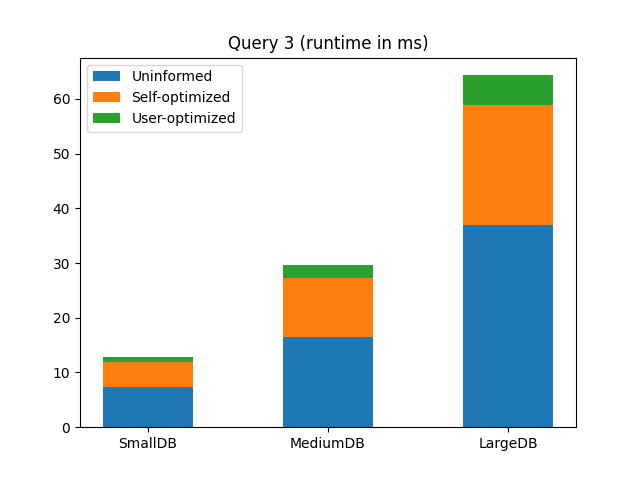 Query 3 (runtime in ms)
Uninformed
Self-optimized
User-optimized
60
50
40
30
20
10
0
SmallDB MediumDB LargeDB